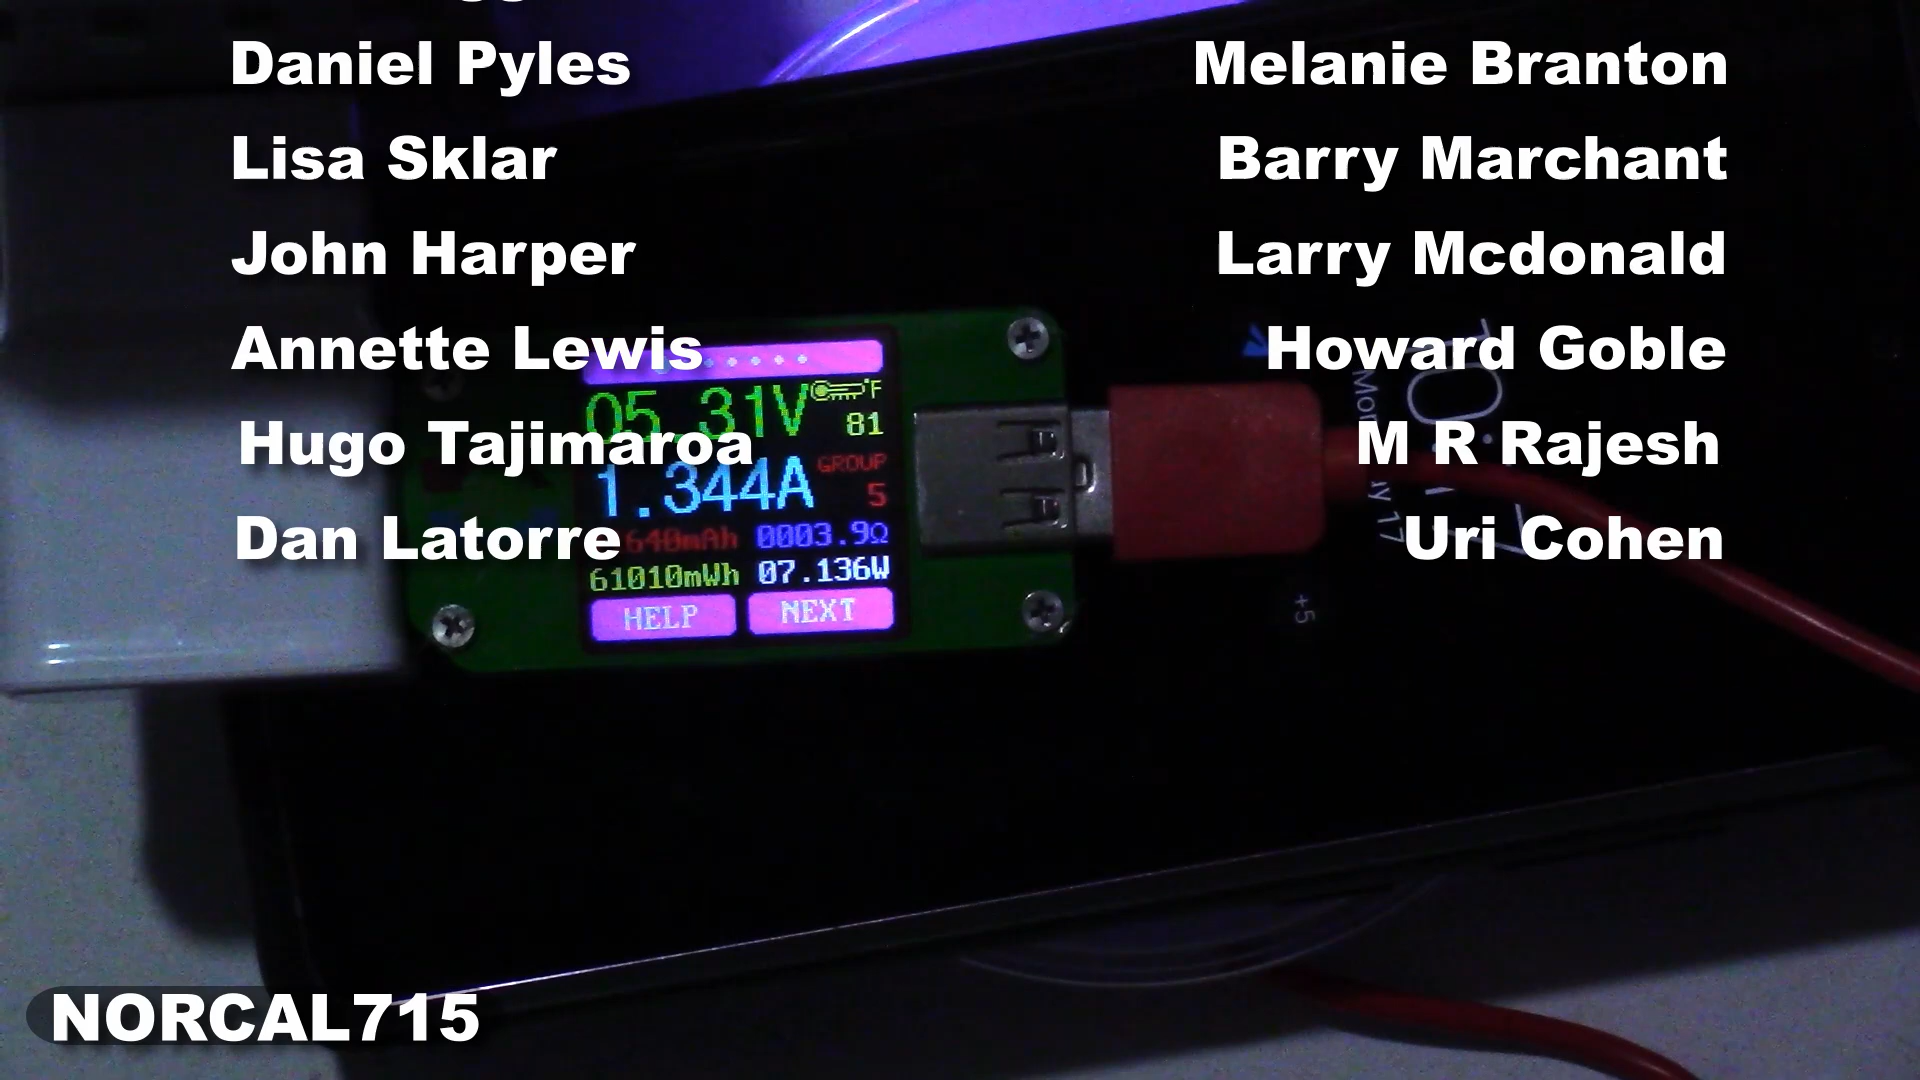 Daniel Pyles Melanie Branton
Lisa Sklar Barry Marchant
John Harper Larry Mcdonald
Annette Lewis Howard Goble
Hugo Tajimaroa M R Rajesh
Dan Latorre Uri Cohen
05.31V °F
81
1.344A GROUP
5
640mAh 0003.9Ω
61010mWh 07.136W
HELP NEXT
+5
NORCAL715